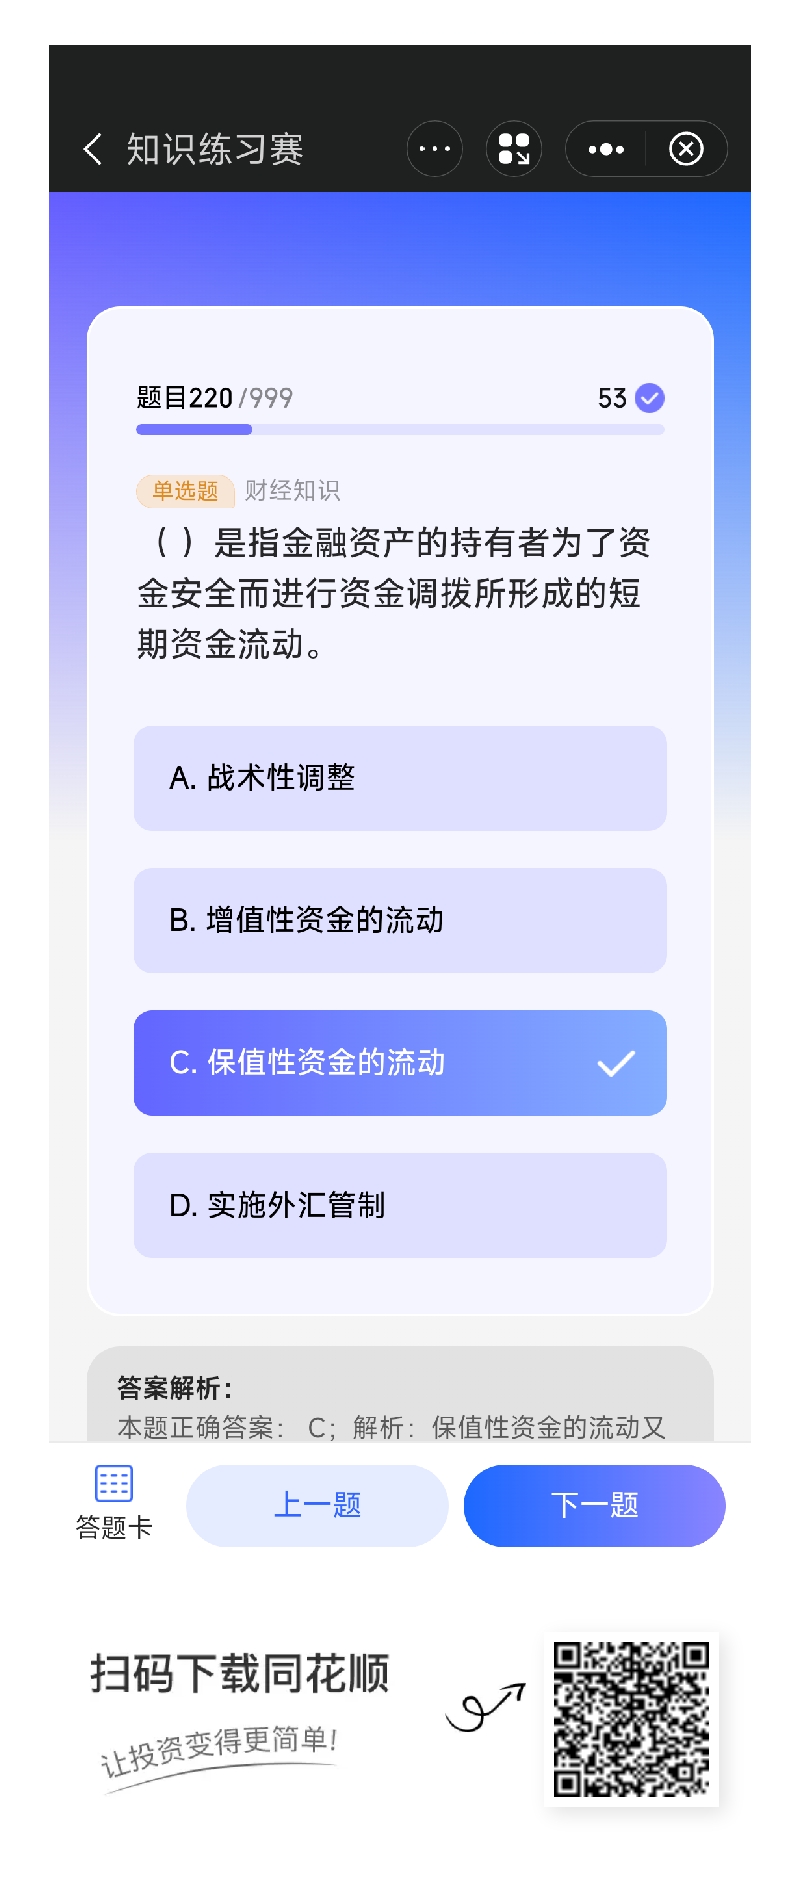 知识练习赛
题目220/999
53
单选题 财经知识
（ ）是指金融资产的持有者为了资
金安全而进行资金调拨所形成的短
期资金流动。
A. 战术性调整
B. 增值性资金的流动
C. 保值性资金的流动
D. 实施外汇管制
答案解析：
本题正确答案： C；解析：保值性资金的流动又
答题卡
上一题
下一题
扫码下载同花顺
让投资变得更简单!